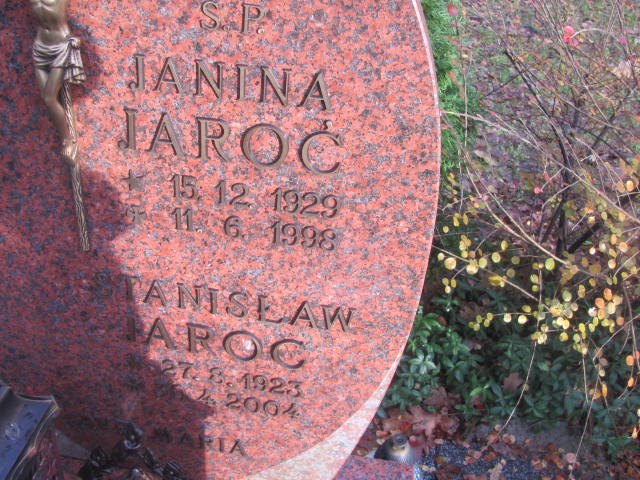 Ś. P.
JANINA
JAROĆ
* 15. 12. 1929
+ 11. 6. 1998
STANISŁAW
JAROĆ
27. 8. 1923
4. 2004
MARIA